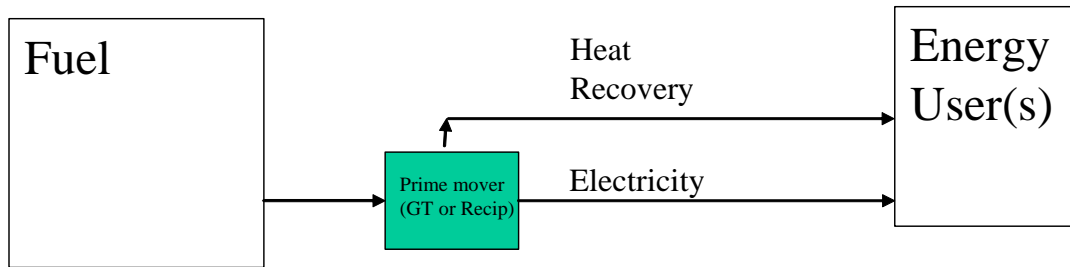 Fuel
Heat
Recovery
Energy
User(s)
Prime mover
(GT or Recip)
Electricity